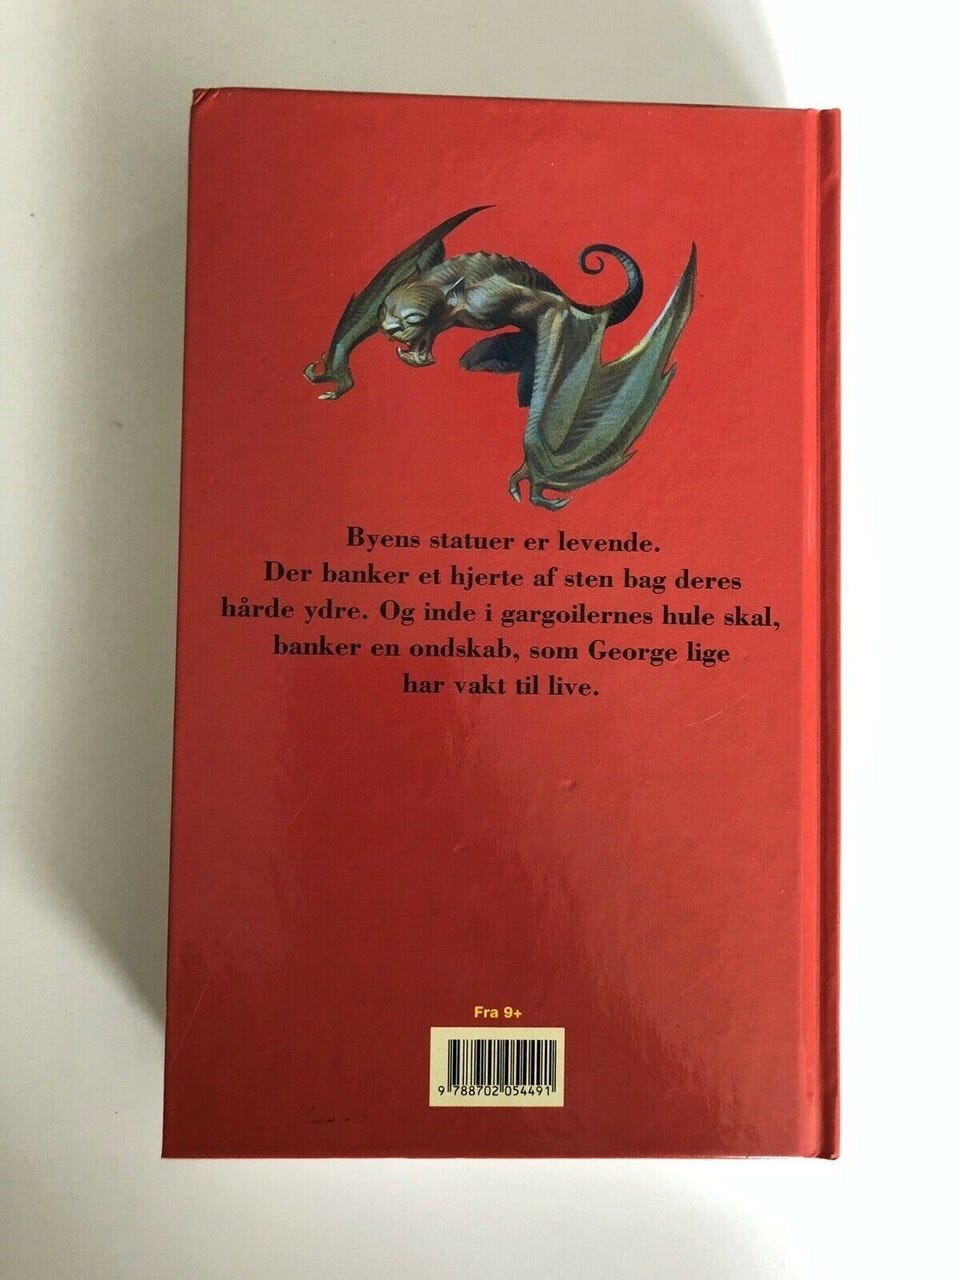 Byens statuer er levende.
Der banker et hjerte af sten bag deres
hårde ydre. Og inde i gargoilernes hule skal,
banker en ondskab, som George lige
har vakt til live.
Fra 9+
9 788702 054491